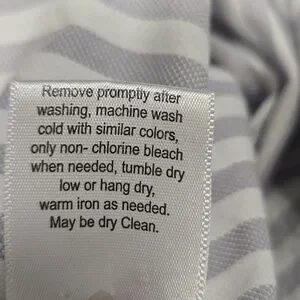 Remove promptly after
washing, machine wash
cold with similar colors,
only non- chlorine bleach
when needed, tumble dry
low or hang dry,
warm iron as needed.
May be dry Clean.